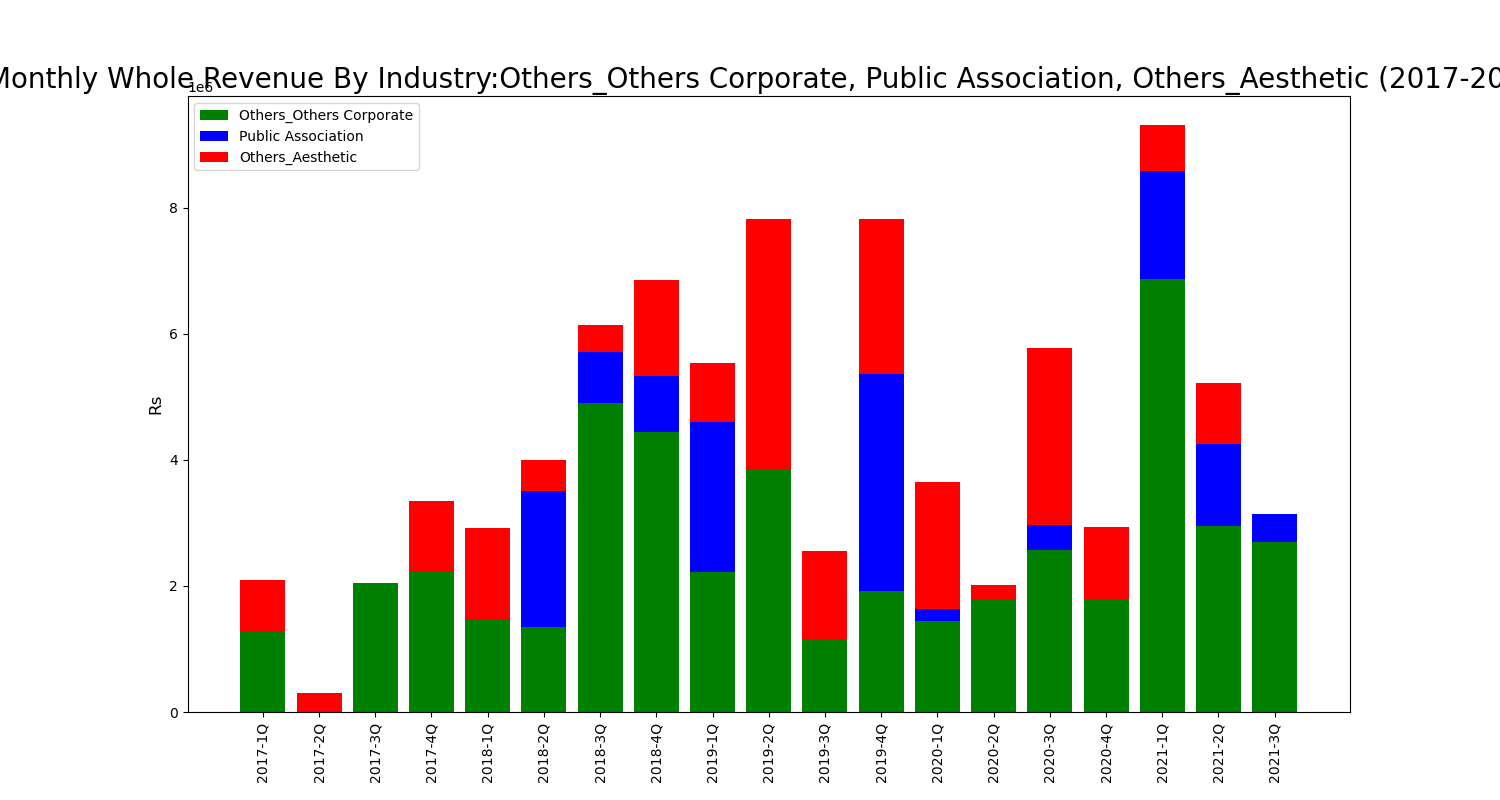 Monthly Whole Revenue By Industry:Others_Others Corporate, Public Association, Others_Aesthetic (2017-20
1e6
Others_Others Corporate
Public Association
Others_Aesthetic
8
6
4
2
0
Rs
2017-1Q
2017-2Q
2017-3Q
2017-4Q
2018-1Q
2018-2Q
2018-3Q
2018-4Q
2019-1Q
2019-2Q
2019-3Q
2019-4Q
2020-1Q
2020-2Q
2020-3Q
2020-4Q
2021-1Q
2021-2Q
2021-3Q